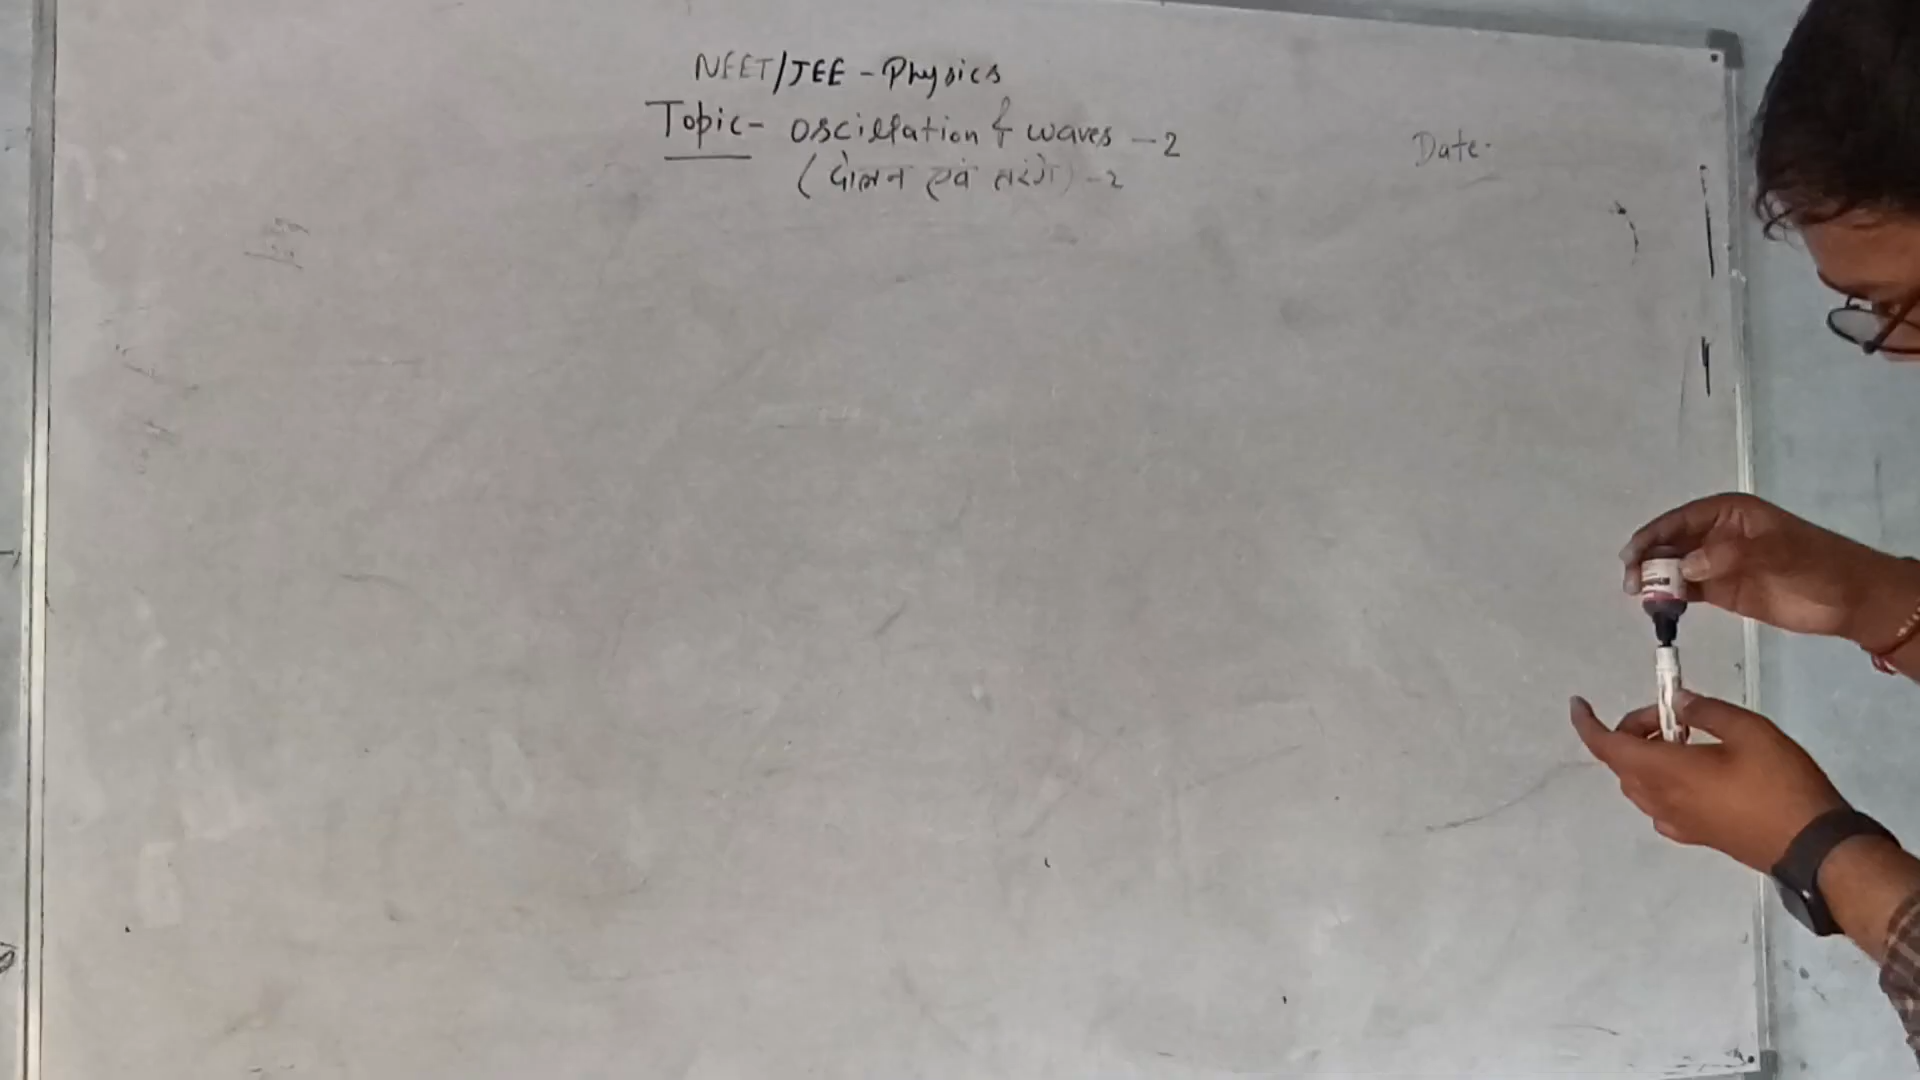 NEET/JEE - Physics
Topic- oscillation & waves - 2
(दोलन एवं तरंगे) - 2
Date-